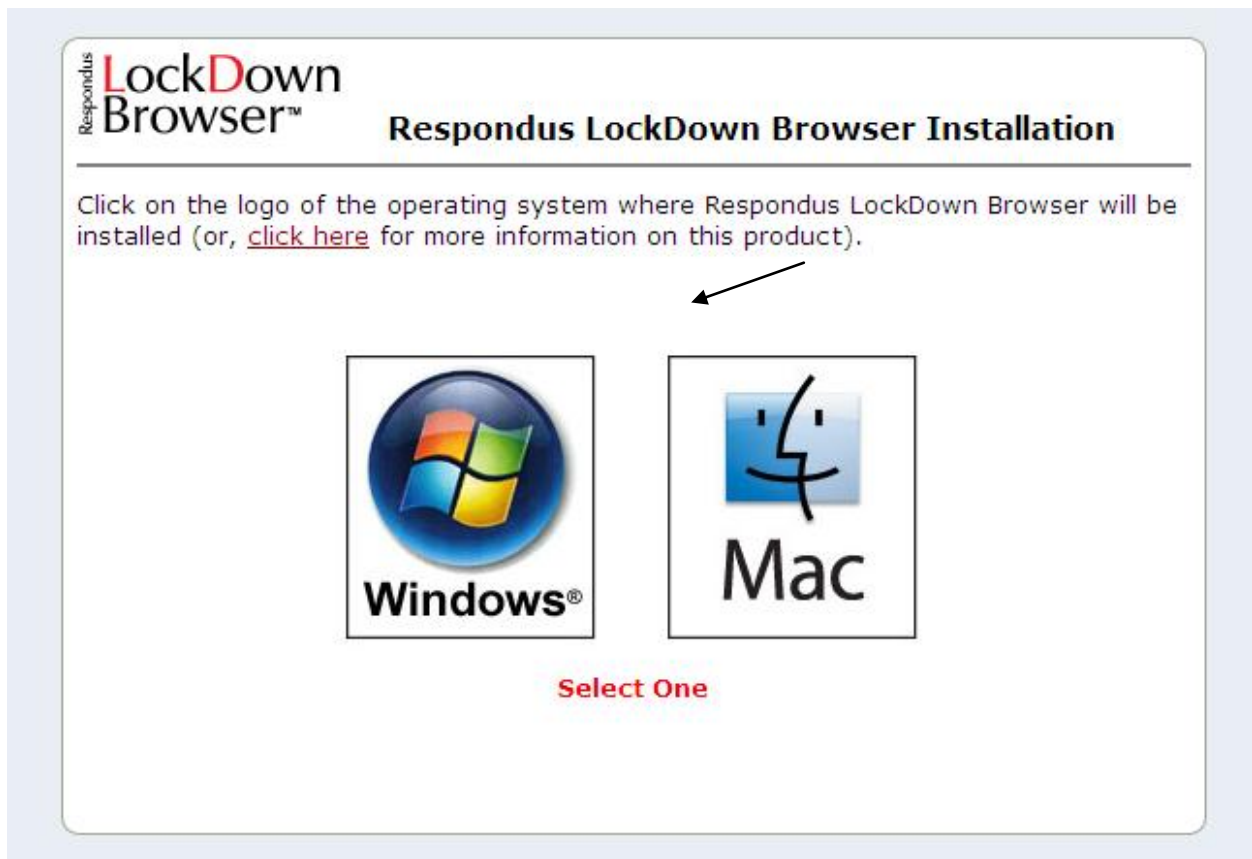 Respondus
LockDown
Browser™
Respondus LockDown Browser Installation
Click on the logo of the operating system where Respondus LockDown Browser will be
installed (or, click here for more information on this product).
Windows®
Mac
Select One